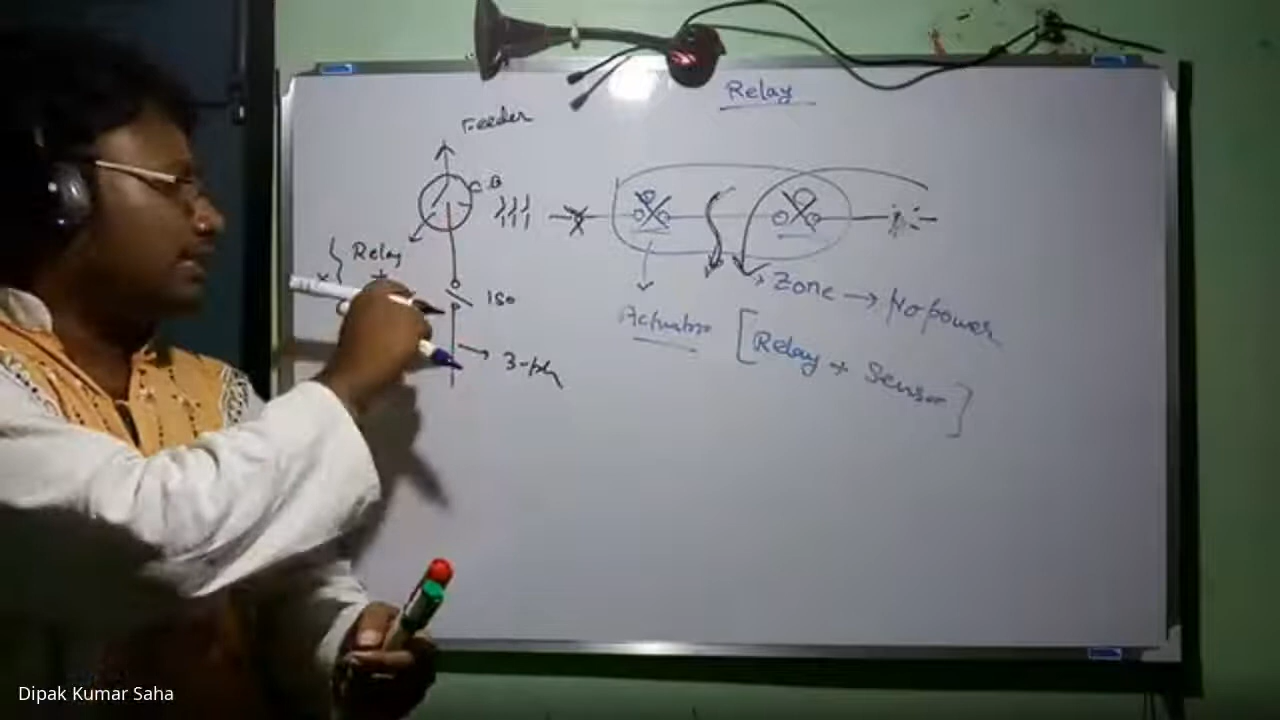 Relay
Feeder
C.B
Relay
+
Iso
3-ph
Zone → No power
Actuator [Relay + Sensor]
Dipak Kumar Saha